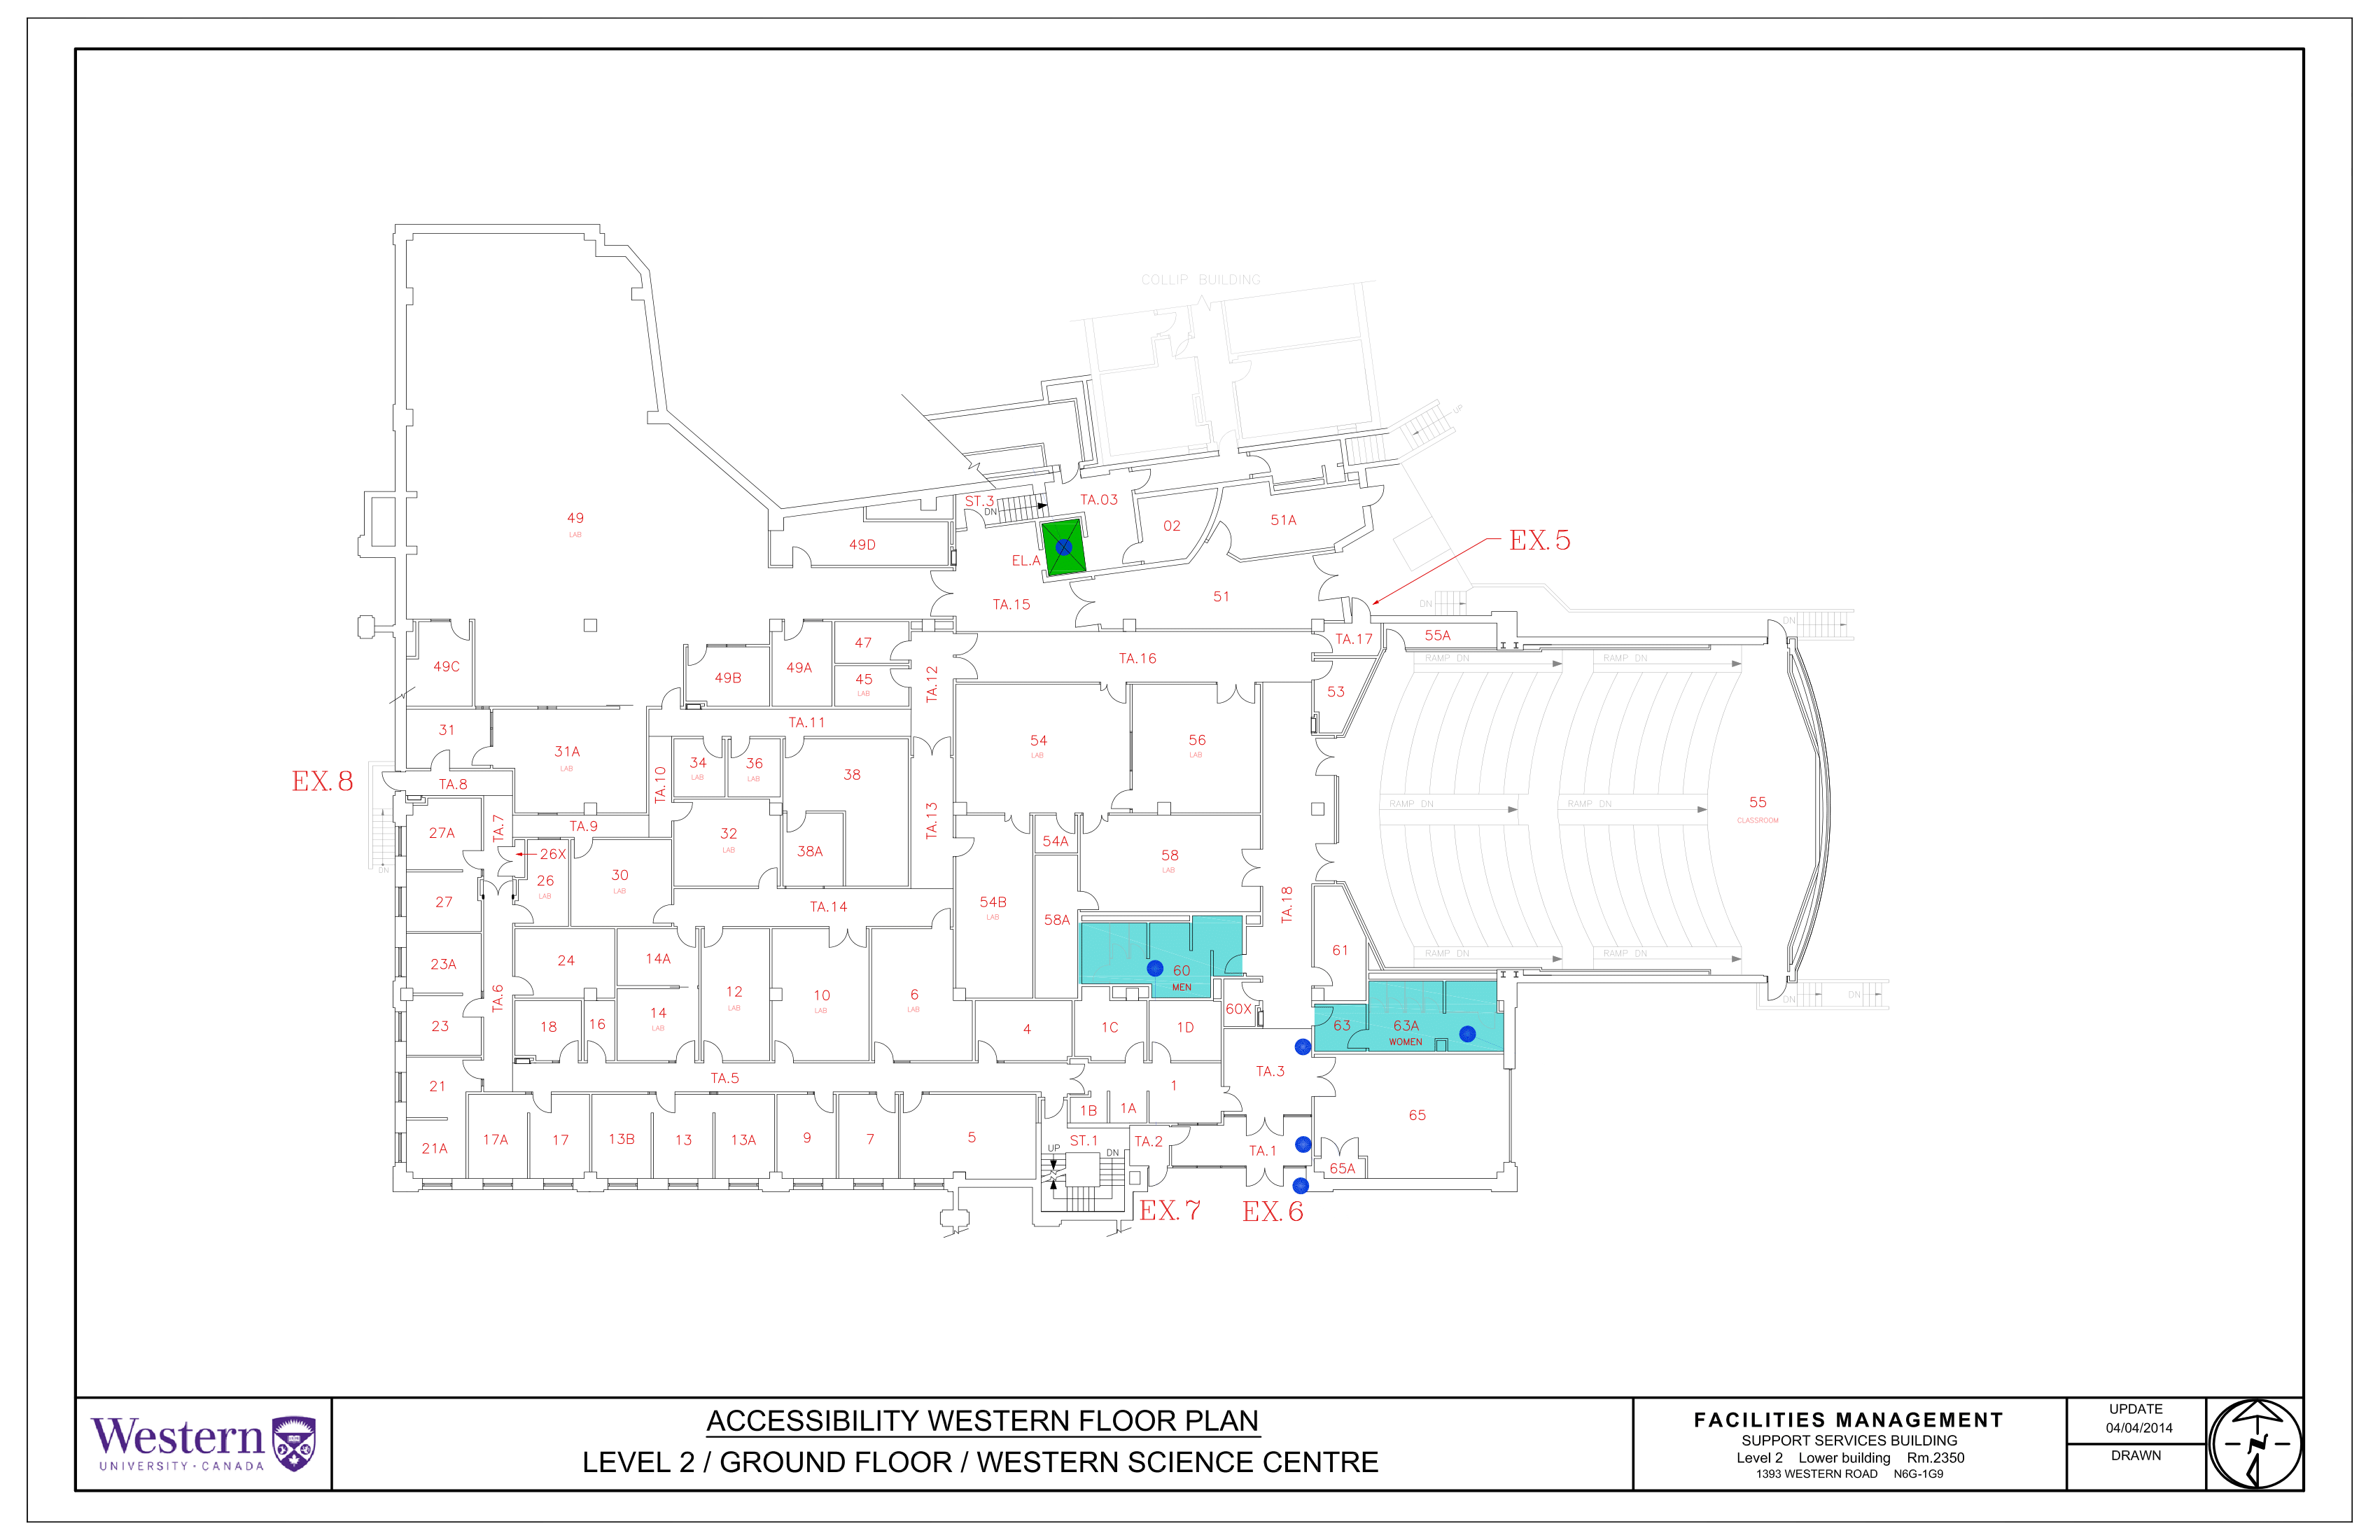 COLLIP BUILDING
UP
ST.3
DN
TA.03
02
51A
49
LAB
49D
EL.A
EX.5
TA.15
51
DN
DN
47
TA.17
55A
49C
49B
49A
45
LAB
TA.12
TA.16
RAMP DN
RAMP DN
53
31
TA.11
31A
LAB
54
LAB
56
LAB
EX.8
TA.8
TA.10
34
LAB
36
LAB
38
RAMP DN
RAMP DN
55
CLASSROOM
27A
TA.7
TA.9
32
LAB
38A
TA.13
54A
58
LAB
26X
DN
26
LAB
30
LAB
27
TA.14
54B
LAB
58A
TA.18
23A
24
14A
61
RAMP DN
RAMP DN
60
MEN
TA.6
12
LAB
10
LAB
6
LAB
DN
DN
23
18
16
14
LAB
4
1C
1D
60X
63
63A
WOMEN
21
TA.5
1
TA.3
1B
1A
65
21A
17A
17
13B
13
13A
9
7
5
ST.1
UP
DN
TA.2
TA.1
65A
EX.7
EX.6
Western
UNIVERSITY · CANADA
ACCESSIBILITY WESTERN FLOOR PLAN
LEVEL 2 / GROUND FLOOR / WESTERN SCIENCE CENTRE
FACILITIES MANAGEMENT
SUPPORT SERVICES BUILDING
Level 2 Lower building Rm.2350
1393 WESTERN ROAD N6G-1G9
UPDATE
04/04/2014
DRAWN
N